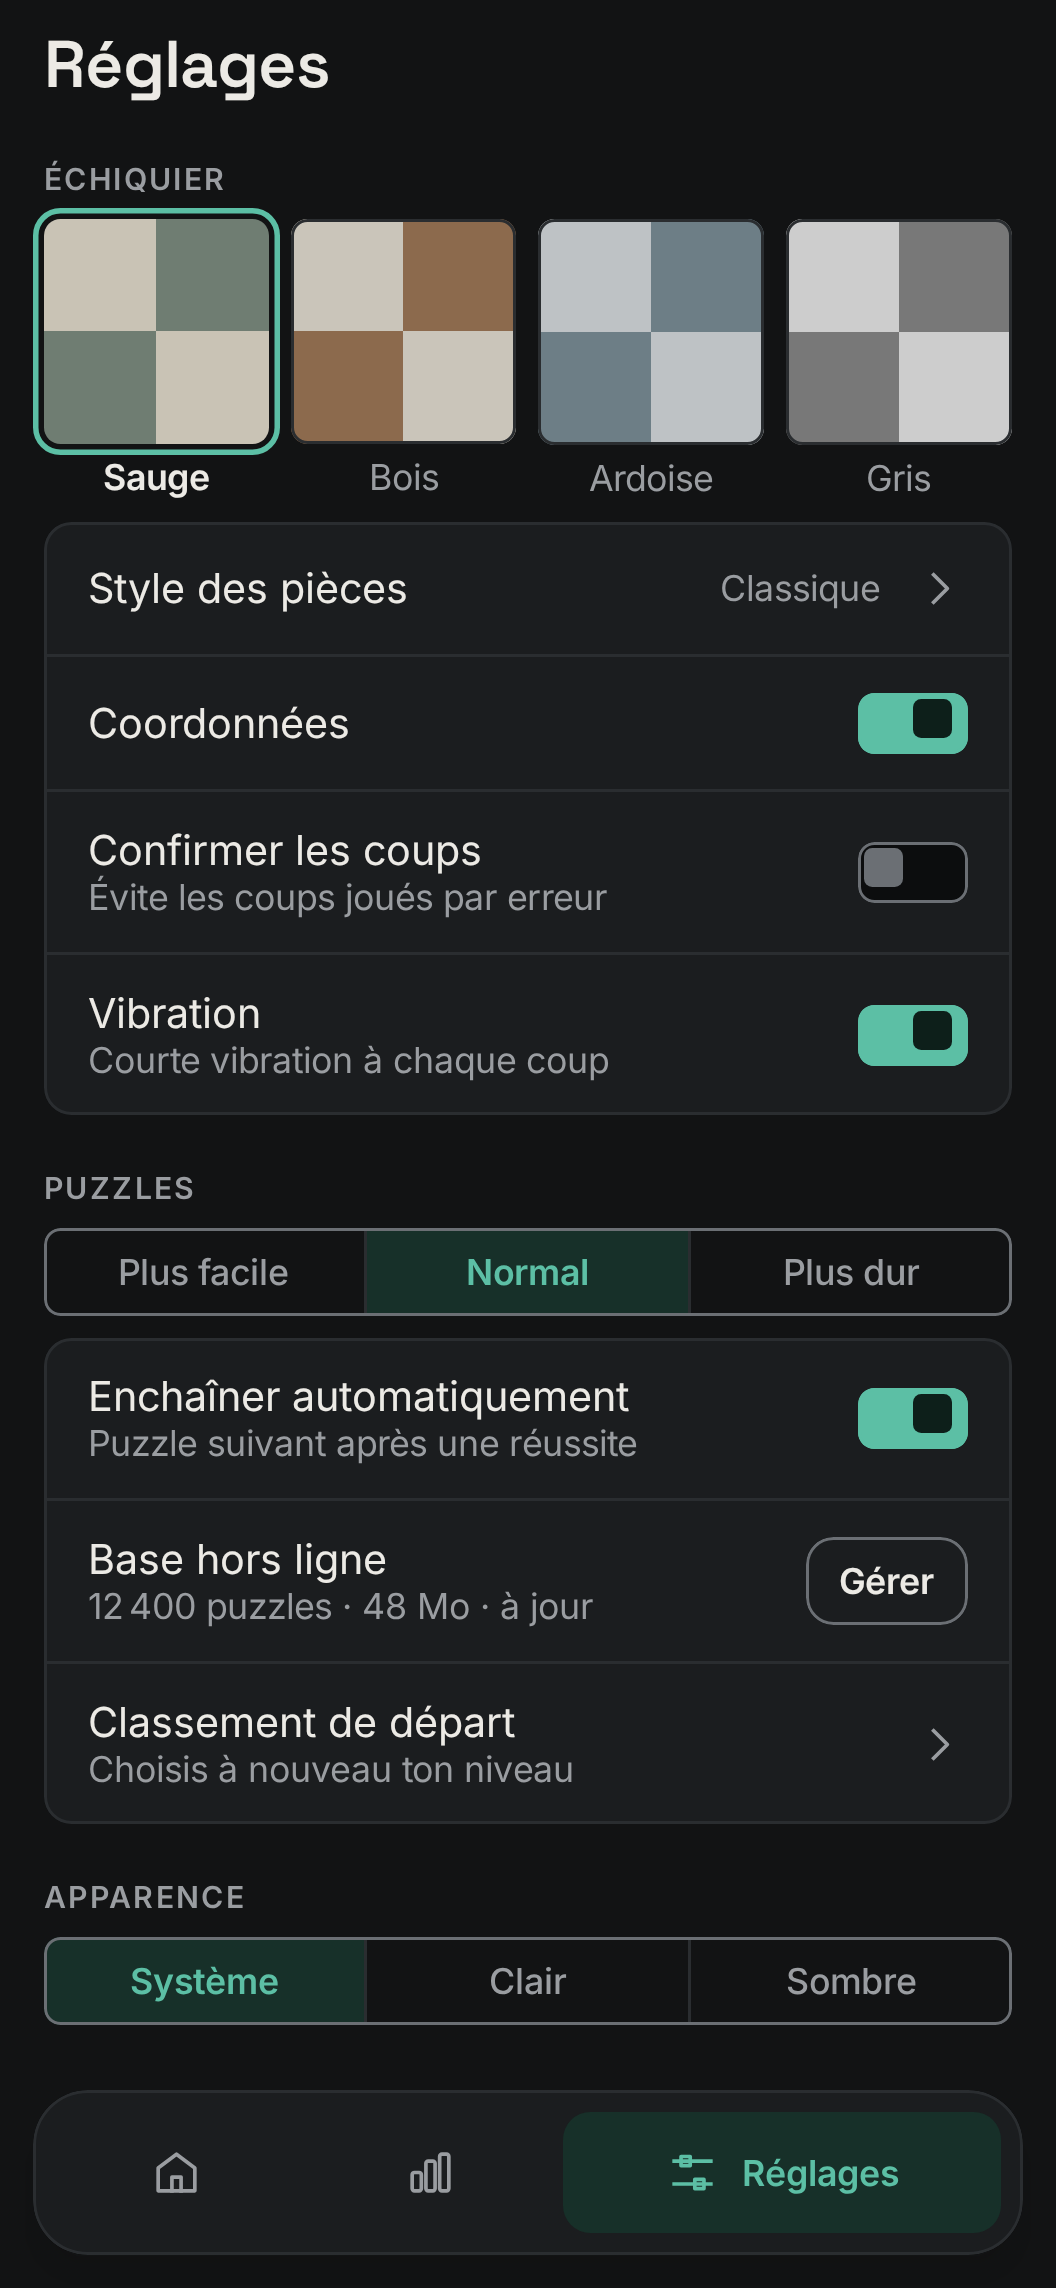 Réglages
ÉCHIQUIER
Sauge
Bois
Ardoise
Gris
Style des pièces
Classique
Coordonnées
Confirmer les coups
Évite les coups joués par erreur
Vibration
Courte vibration à chaque coup
PUZZLES
Plus facile
Normal
Plus dur
Enchaîner automatiquement
Puzzle suivant après une réussite
Base hors ligne
12 400 puzzles · 48 Mo · à jour
Gérer
Classement de départ
Choisis à nouveau ton niveau
APPARENCE
Système
Clair
Sombre
Réglages